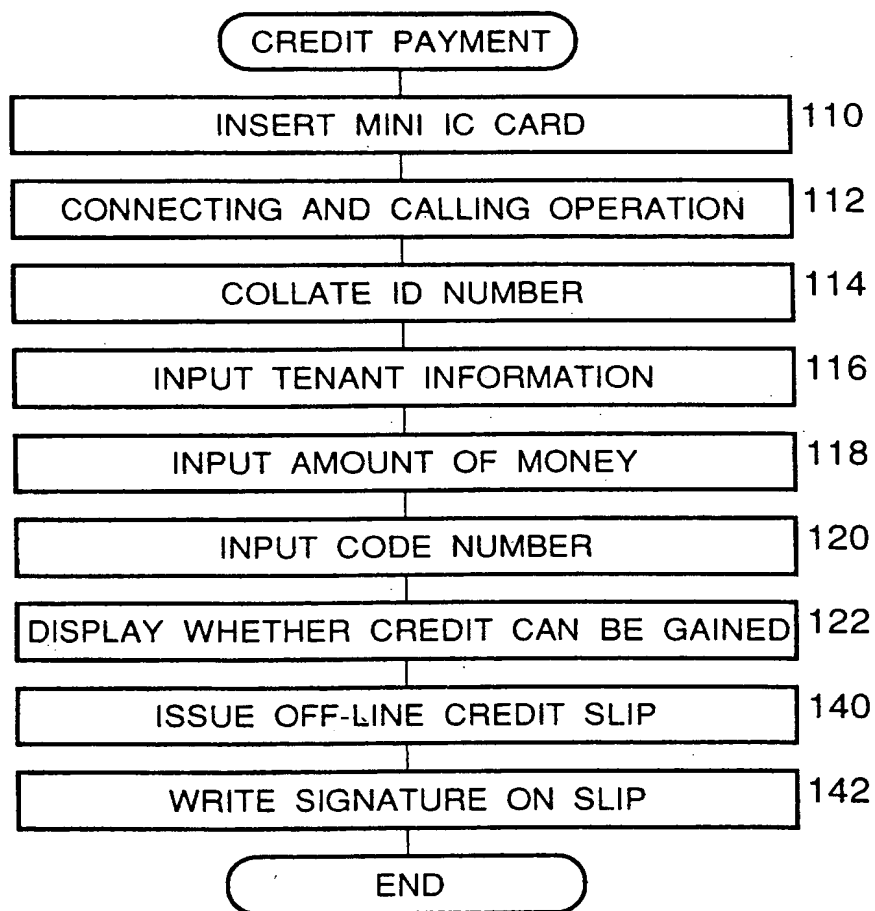 CREDIT PAYMENT
INSERT MINI IC CARD 110
CONNECTING AND CALLING OPERATION 112
COLLATE ID NUMBER 114
INPUT TENANT INFORMATION 116
INPUT AMOUNT OF MONEY 118
INPUT CODE NUMBER 120
DISPLAY WHETHER CREDIT CAN BE GAINED 122
ISSUE OFF-LINE CREDIT SLIP 140
WRITE SIGNATURE ON SLIP 142
END